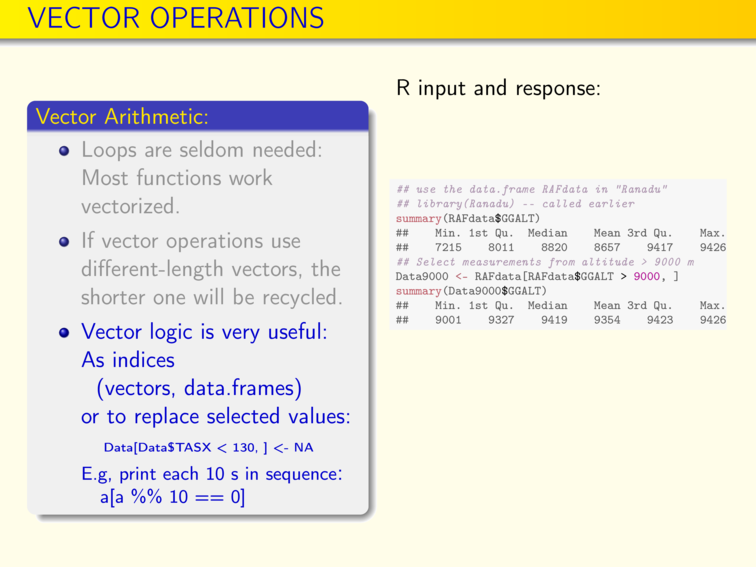 VECTOR OPERATIONS
Vector Arithmetic:
Loops are seldom needed:
Most functions work
vectorized.
If vector operations use
different-length vectors, the
shorter one will be recycled.
Vector logic is very useful:
As indices
(vectors, data.frames)
or to replace selected values:
Data[Data$TASX < 130, ] <- NA
E.g, print each 10 s in sequence:
a[a %% 10 == 0]
R input and response:
## use the data.frame RAFdata in "Ranadu"
## library(Ranadu) -- called earlier
summary(RAFdata$GGALT)
## Min. 1st Qu. Median Mean 3rd Qu. Max.
## 7215 8011 8820 8657 9417 9426
## Select measurements from altitude > 9000 m
Data9000 <- RAFdata[RAFdata$GGALT > 9000, ]
summary(Data9000$GGALT)
## Min. 1st Qu. Median Mean 3rd Qu. Max.
## 9001 9327 9419 9354 9423 9426